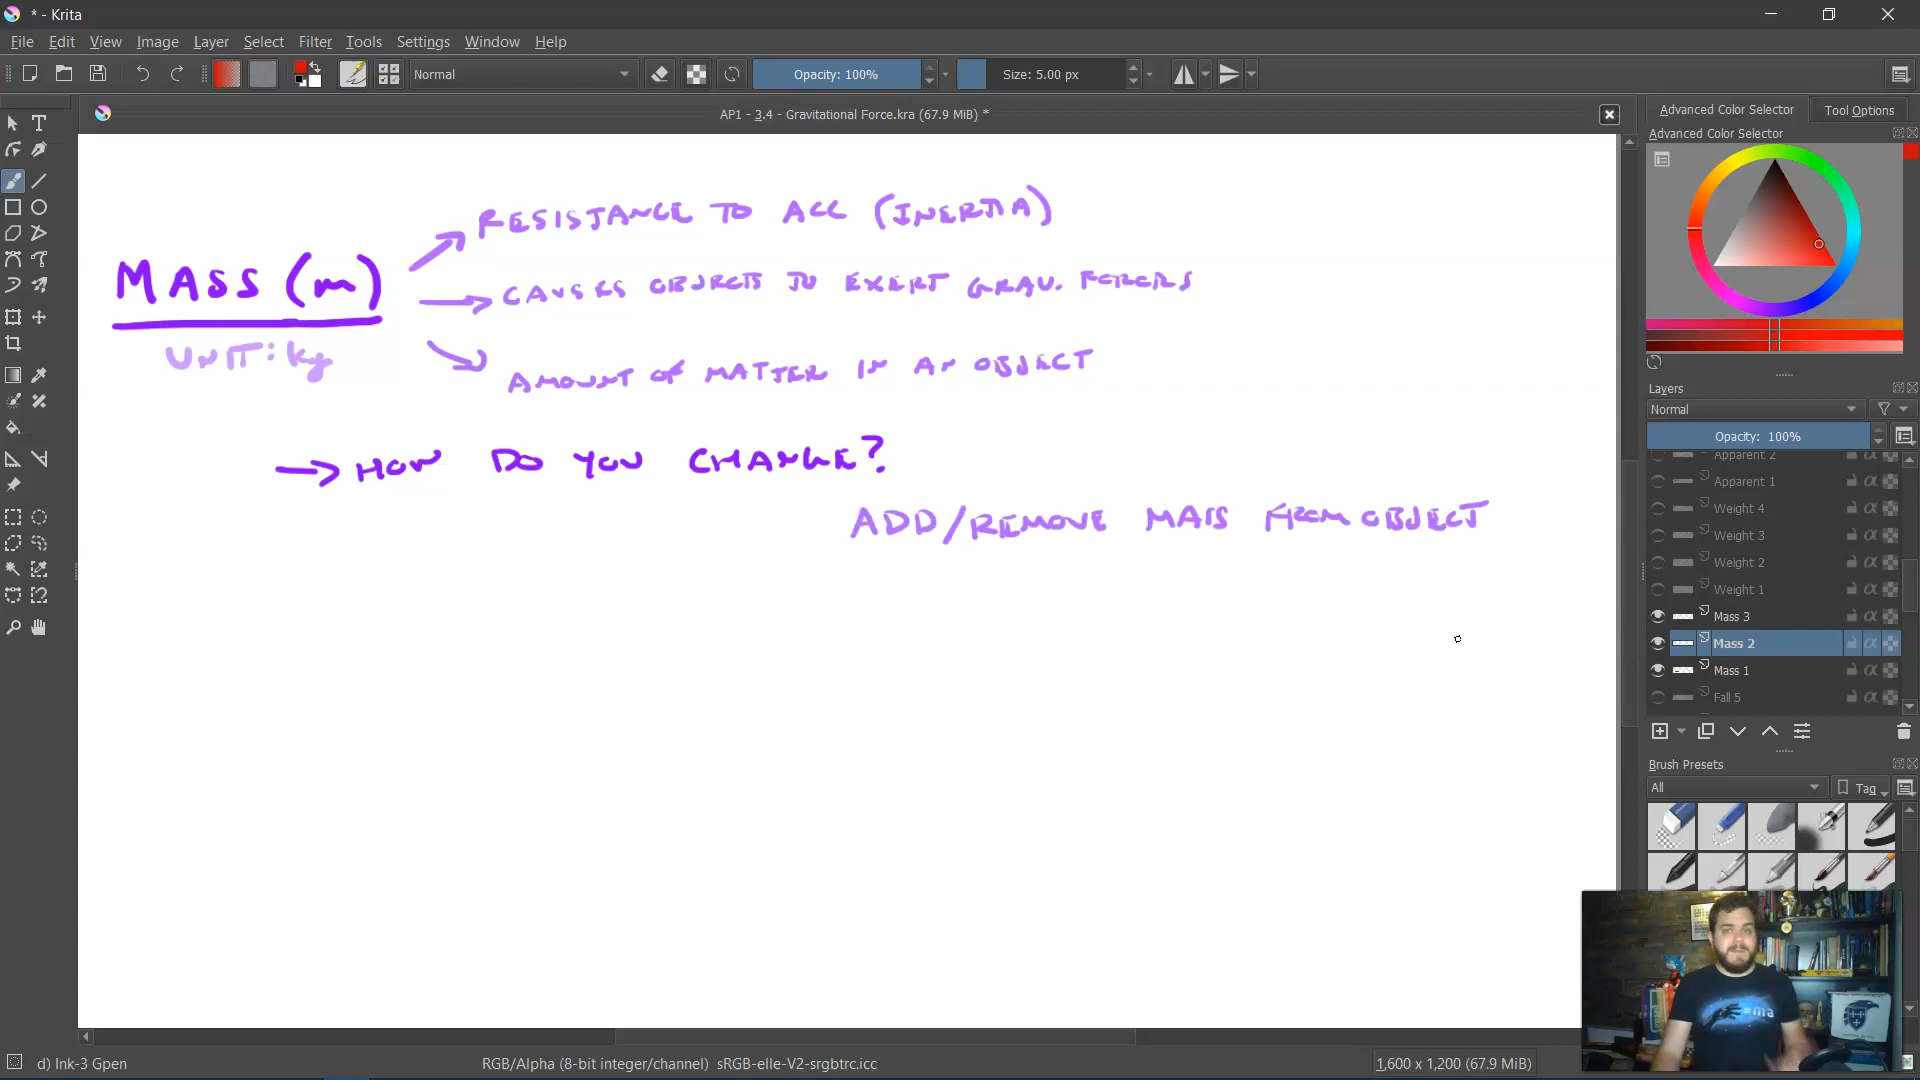 * - Krita
File Edit View Image Layer Select Filter Tools Settings Window Help
Normal Opacity: 100% Size: 5.00 px
AP1 - 3.4 - Gravitational Force.kra (67.9 MiB) *
Advanced Color Selector Tool Options
Advanced Color Selector
MASS (m)
UNIT: kg
RESISTANCE TO ACC (INERTIA)
CAUSES OBJECTS TO EXERT GRAV. FORCES
AMOUNT OF MATTER IN AN OBJECT
HOW DO YOU CHANGE?
ADD/REMOVE MASS FROM OBJECT
Layers
Normal
Opacity: 100%
Apparent 2
Apparent 1
Weight 4
Weight 3
Weight 2
Weight 1
Mass 3
Mass 2
Mass 1
Fall 5
Brush Presets
All Tag
=ma
d) Ink-3 Gpen RGB/Alpha (8-bit integer/channel) sRGB-elle-V2-srgbtrc.icc 1,600 x 1,200 (67.9 MiB)